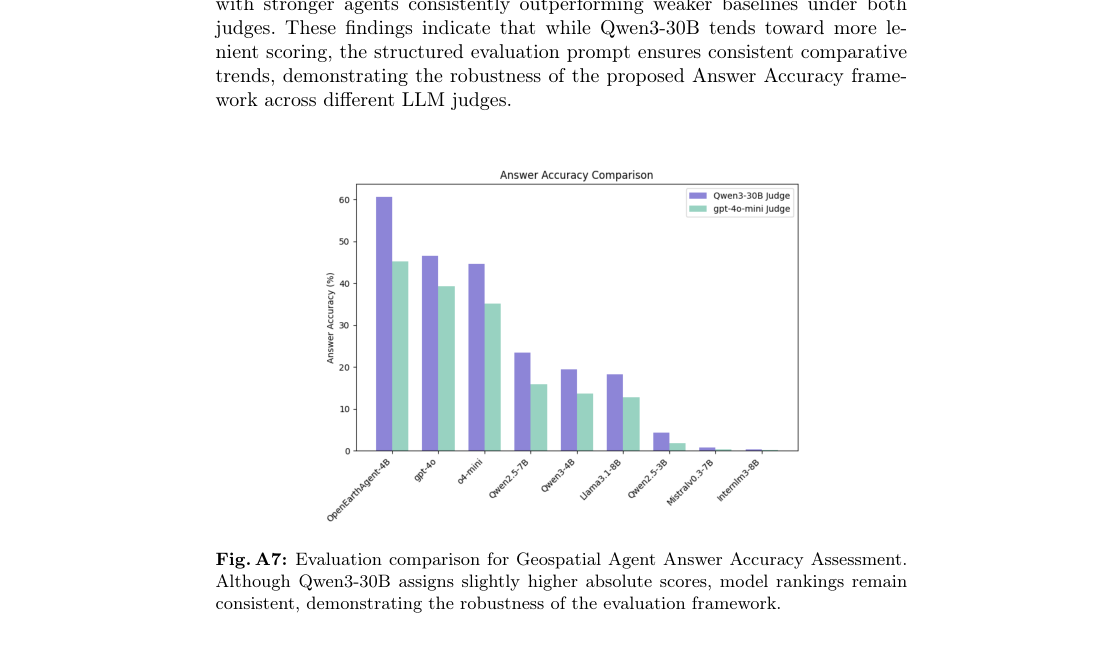 with stronger agents consistently outperforming weaker baselines under both
judges. These findings indicate that while Qwen3-30B tends toward more le-
nient scoring, the structured evaluation prompt ensures consistent comparative
trends, demonstrating the robustness of the proposed Answer Accuracy frame-
work across different LLM judges.
Answer Accuracy Comparison
Qwen3-30B Judge
gpt-4o-mini Judge
Answer Accuracy (%)
60
50
40
30
20
10
0
OpenEarthAgent-4B
gpt-4o
o4-mini
Qwen2.5-7B
Qwen3-4B
Llama3.1-8B
Qwen2.5-3B
Mistralv0.3-7B
Internlm3-8B
Fig. A7: Evaluation comparison for Geospatial Agent Answer Accuracy Assessment.
Although Qwen3-30B assigns slightly higher absolute scores, model rankings remain
consistent, demonstrating the robustness of the evaluation framework.